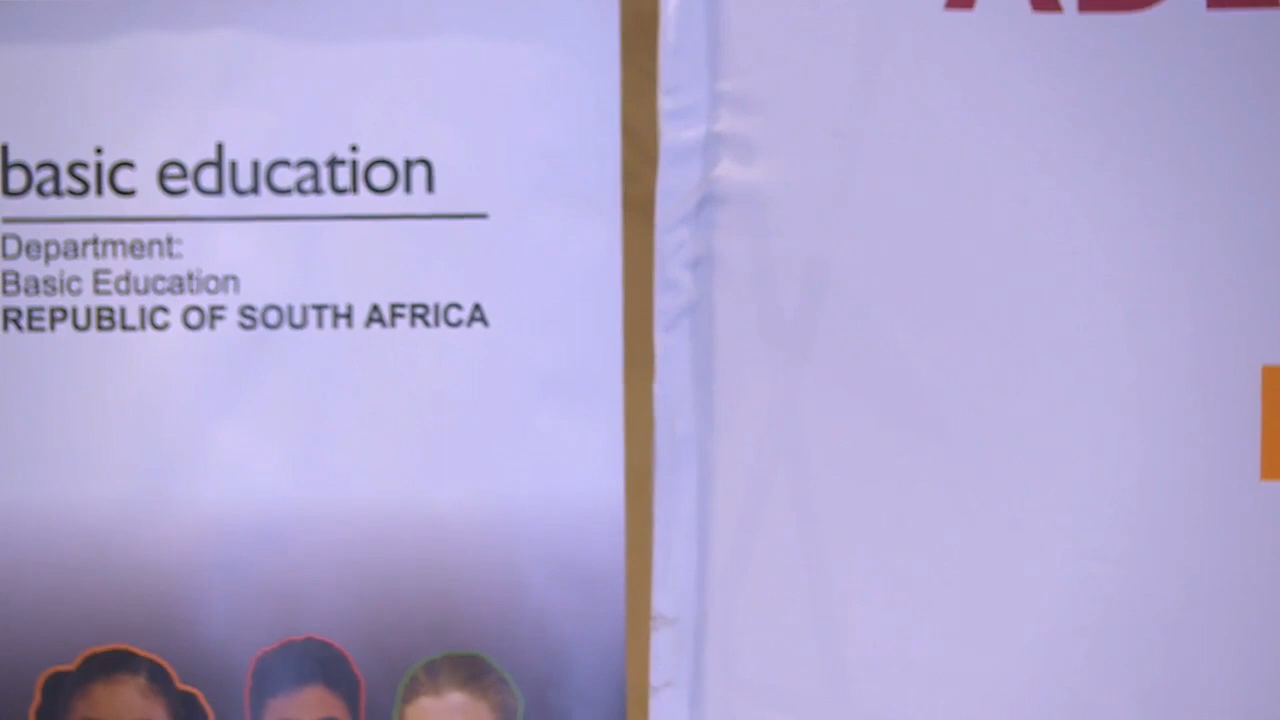 basic education
Department:
Basic Education
REPUBLIC OF SOUTH AFRICA